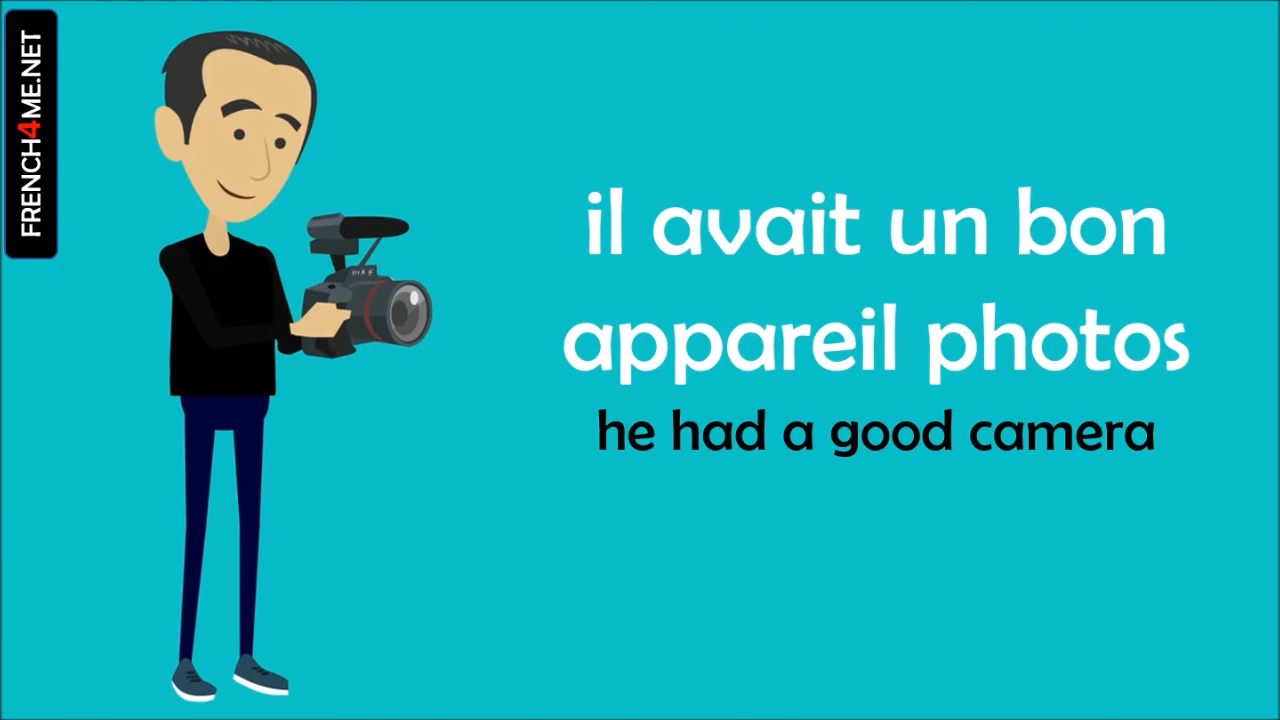 FRENCH4ME.NET
il avait un bon
appareil photos
he had a good camera